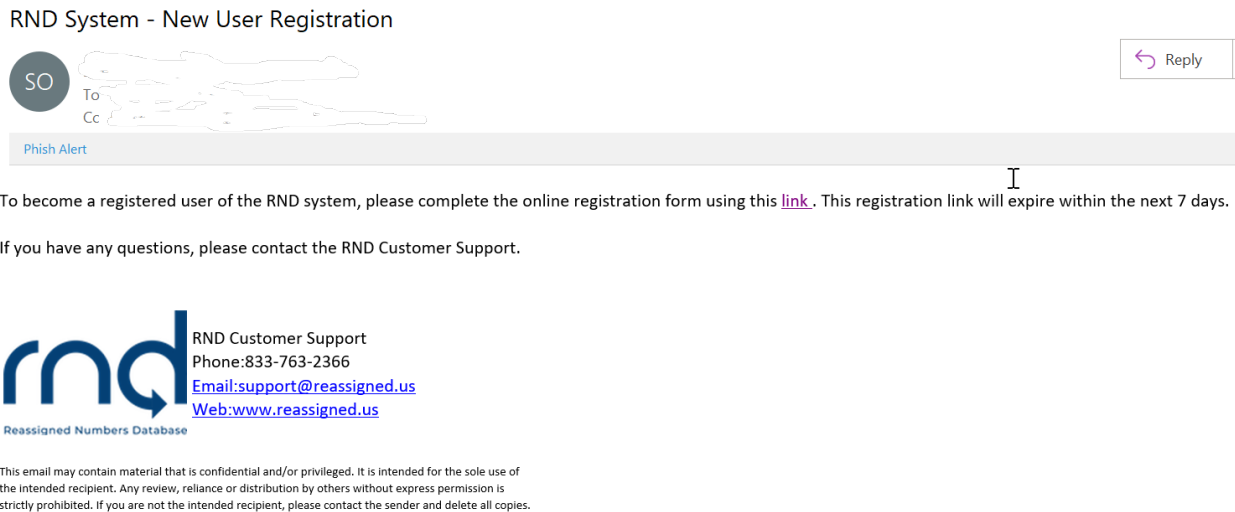 RND System - New User Registration
SO
Reply
To
Cc
Phish Alert
To become a registered user of the RND system, please complete the online registration form using this link . This registration link will expire within the next 7 days.
If you have any questions, please contact the RND Customer Support.
rnd
Reassigned Numbers Database
RND Customer Support
Phone:833-763-2366
Email:support@reassigned.us
Web:www.reassigned.us
This email may contain material that is confidential and/or privileged. It is intended for the sole use of
the intended recipient. Any review, reliance or distribution by others without express permission is
strictly prohibited. If you are not the intended recipient, please contact the sender and delete all copies.